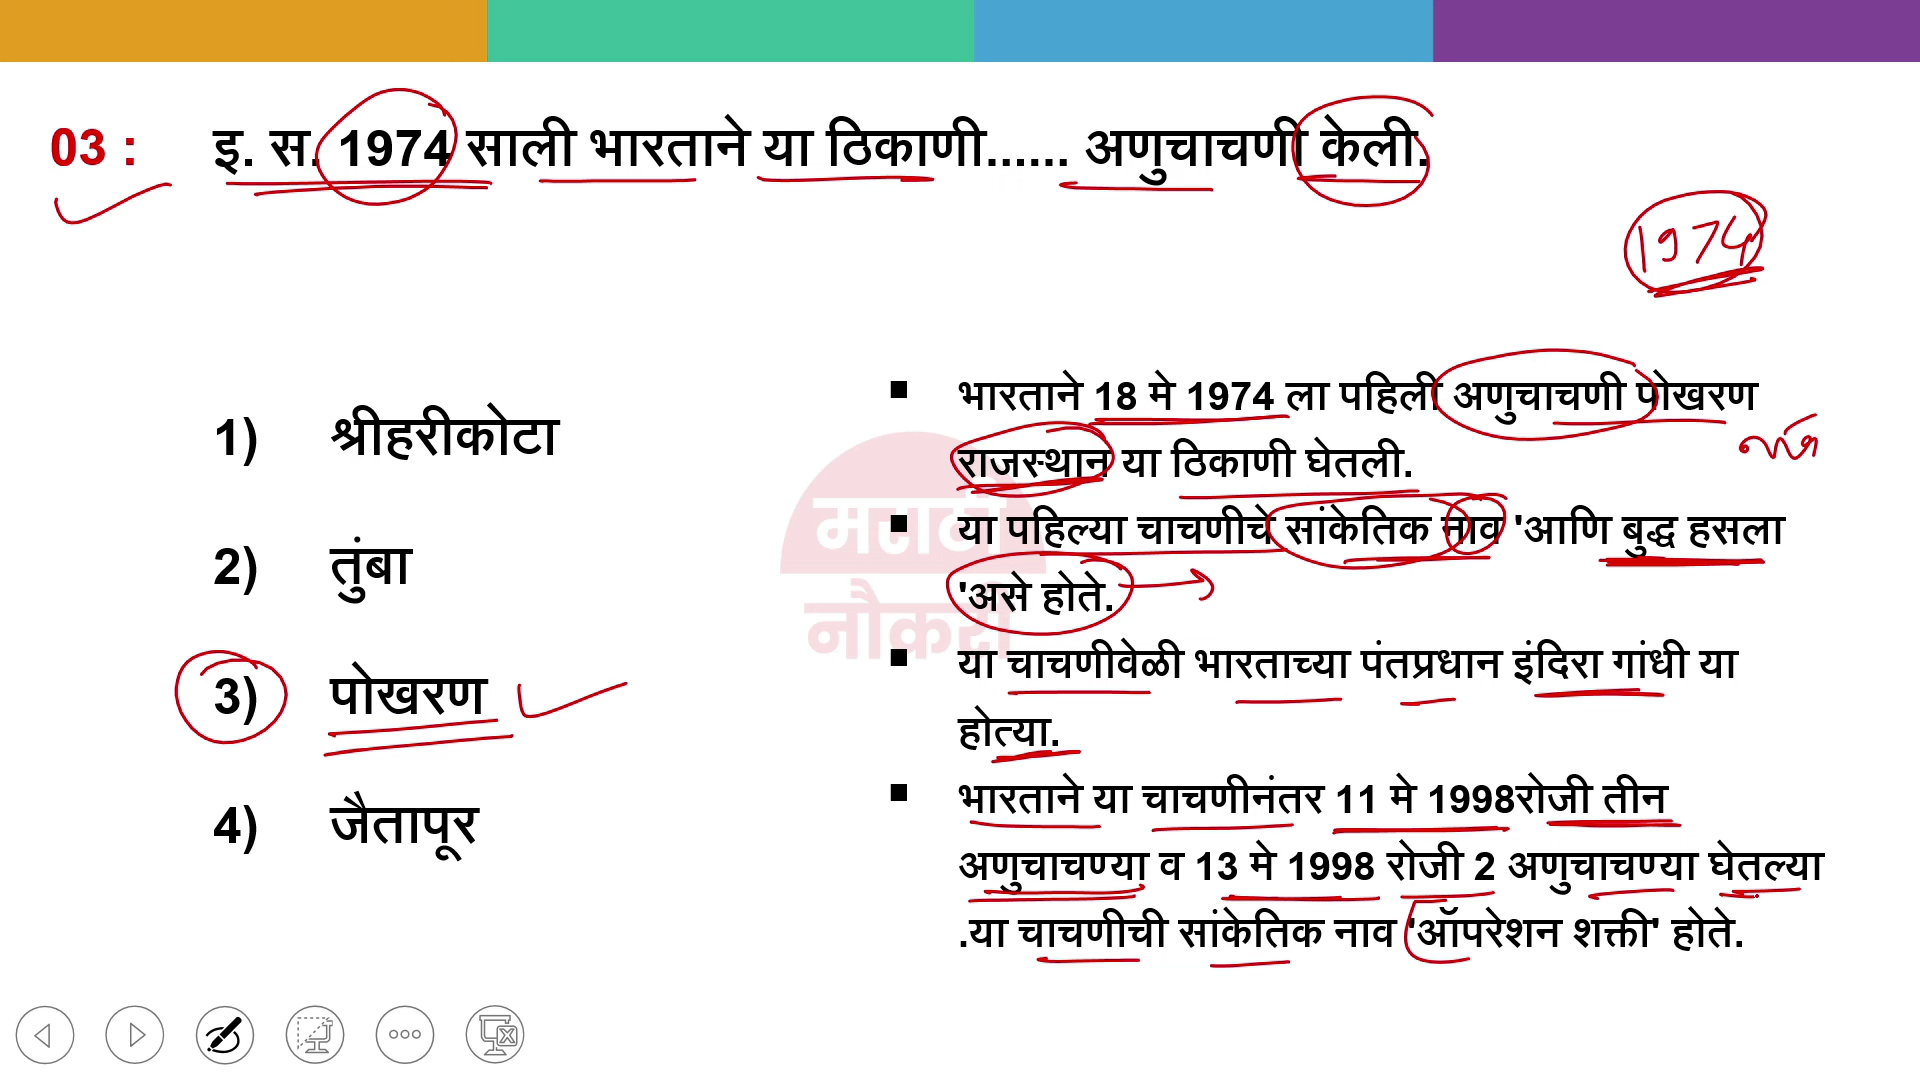 03 : इ. स. 1974 साली भारताने या ठिकाणी...... अणुचाचणी केली.
1974
1) श्रीहरीकोटा
2) तुंबा
3) पोखरण
4) जैतापूर
▪ भारताने 18 मे 1974 ला पहिली अणुचाचणी पोखरण
राजस्थान या ठिकाणी घेतली.
▪ या पहिल्या चाचणीचे सांकेतिक नाव 'आणि बुद्ध हसला
'असे होते.
▪ या चाचणीवेळी भारताच्या पंतप्रधान इंदिरा गांधी या
होत्या.
▪ भारताने या चाचणीनंतर 11 मे 1998रोजी तीन
अणुचाचण्या व 13 मे 1998 रोजी 2 अणुचाचण्या घेतल्या
.या चाचणीची सांकेतिक नाव 'ऑपरेशन शक्ती' होते.
मराठी
नौकरी